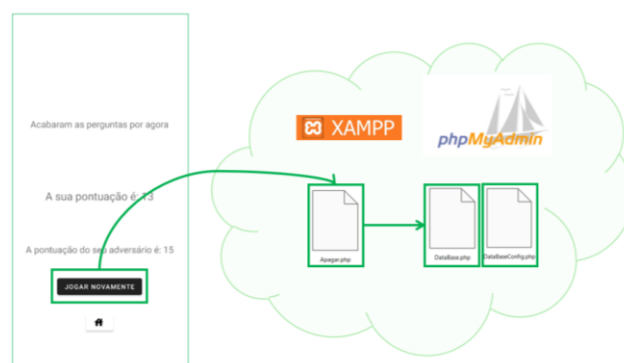 Acabaram as perguntas por agora
A sua pontuação é: 13
A pontuação do seu adversário é: 15
JOGAR NOVAMENTE
XAMPP
phpMyAdmin
Apagar.php
DataBase.php
DataBaseConfig.php